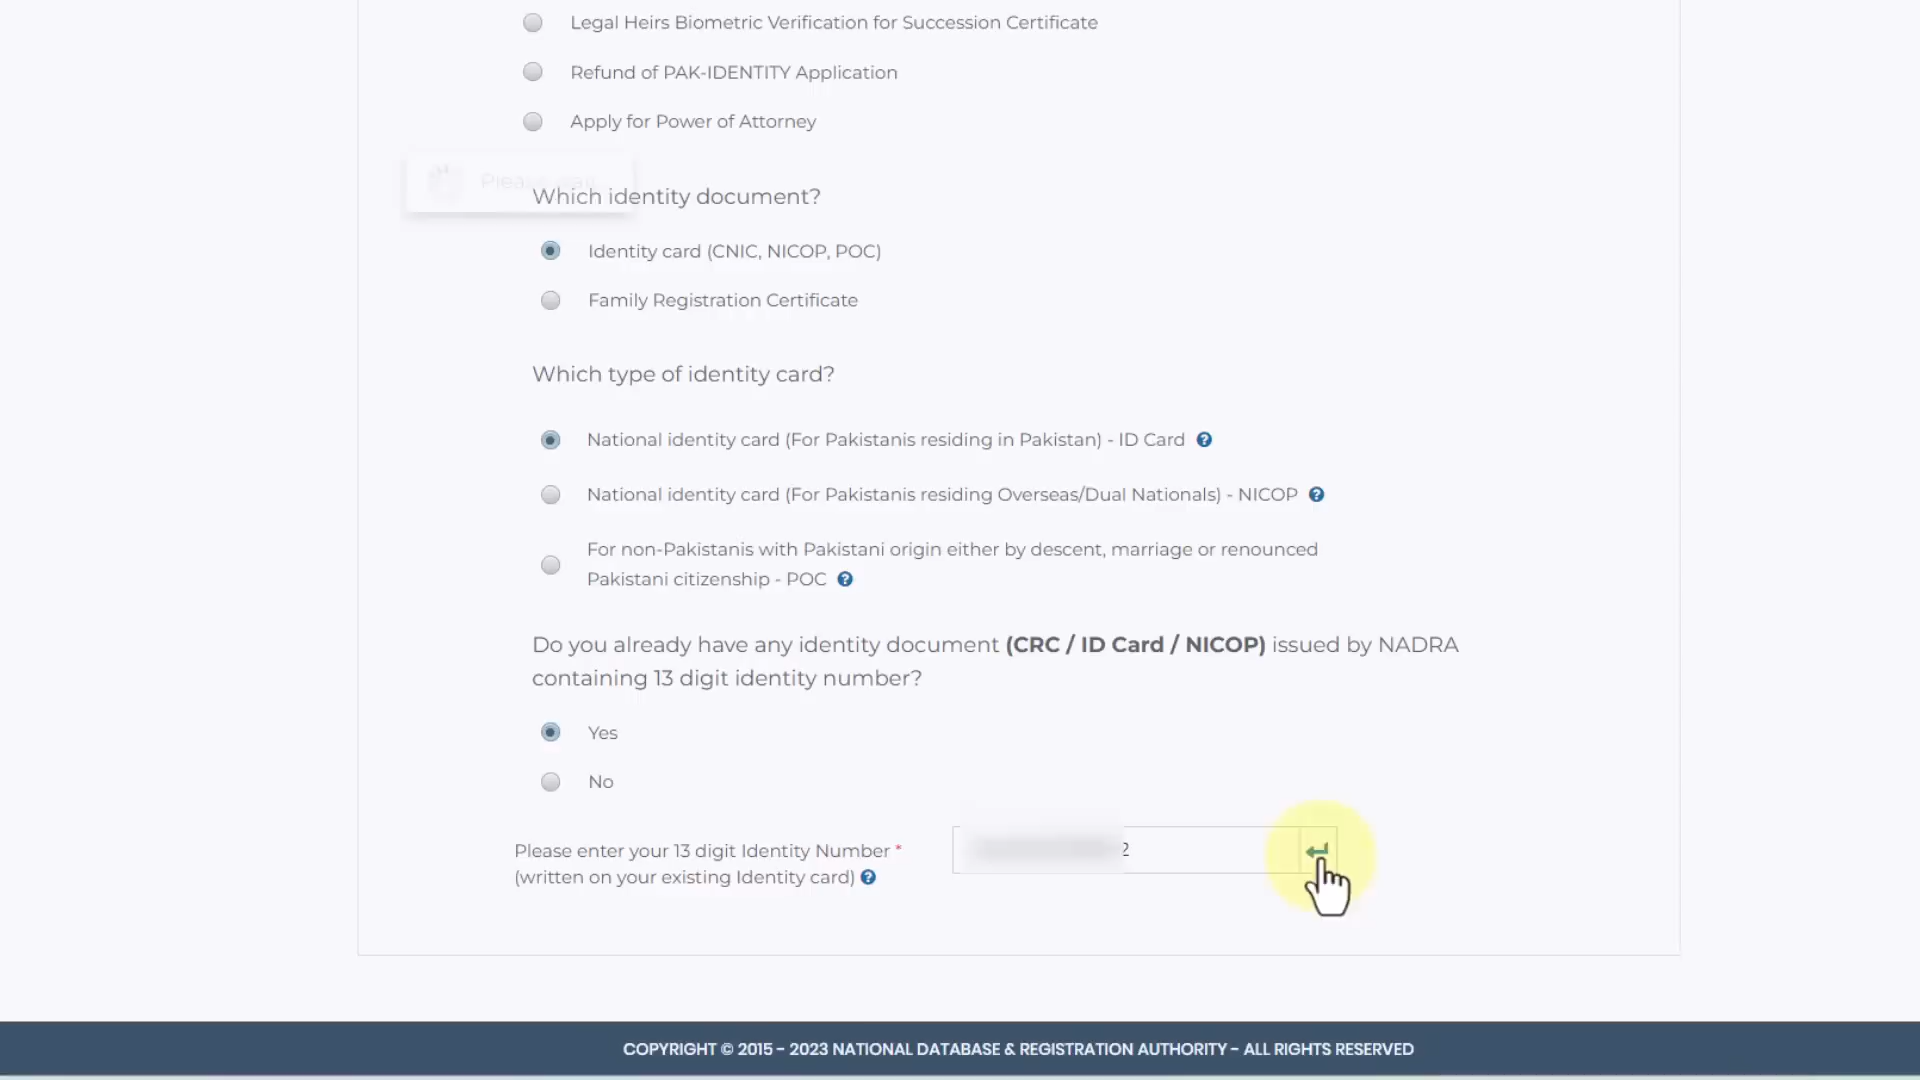 Legal Heirs Biometric Verification for Succession Certificate
Refund of PAK-IDENTITY Application
Apply for Power of Attorney
Which identity document?
Identity card (CNIC, NICOP, POC)
Family Registration Certificate
Which type of identity card?
National identity card (For Pakistanis residing in Pakistan) - ID Card
National identity card (For Pakistanis residing Overseas/Dual Nationals) - NICOP
For non-Pakistanis with Pakistani origin either by descent, marriage or renounced
Pakistani citizenship - POC
Do you already have any identity document (CRC / ID Card / NICOP) issued by NADRA
containing 13 digit identity number?
Yes
No
Please enter your 13 digit Identity Number *
(written on your existing Identity card)
2
COPYRIGHT © 2015 - 2023 NATIONAL DATABASE & REGISTRATION AUTHORITY - ALL RIGHTS RESERVED